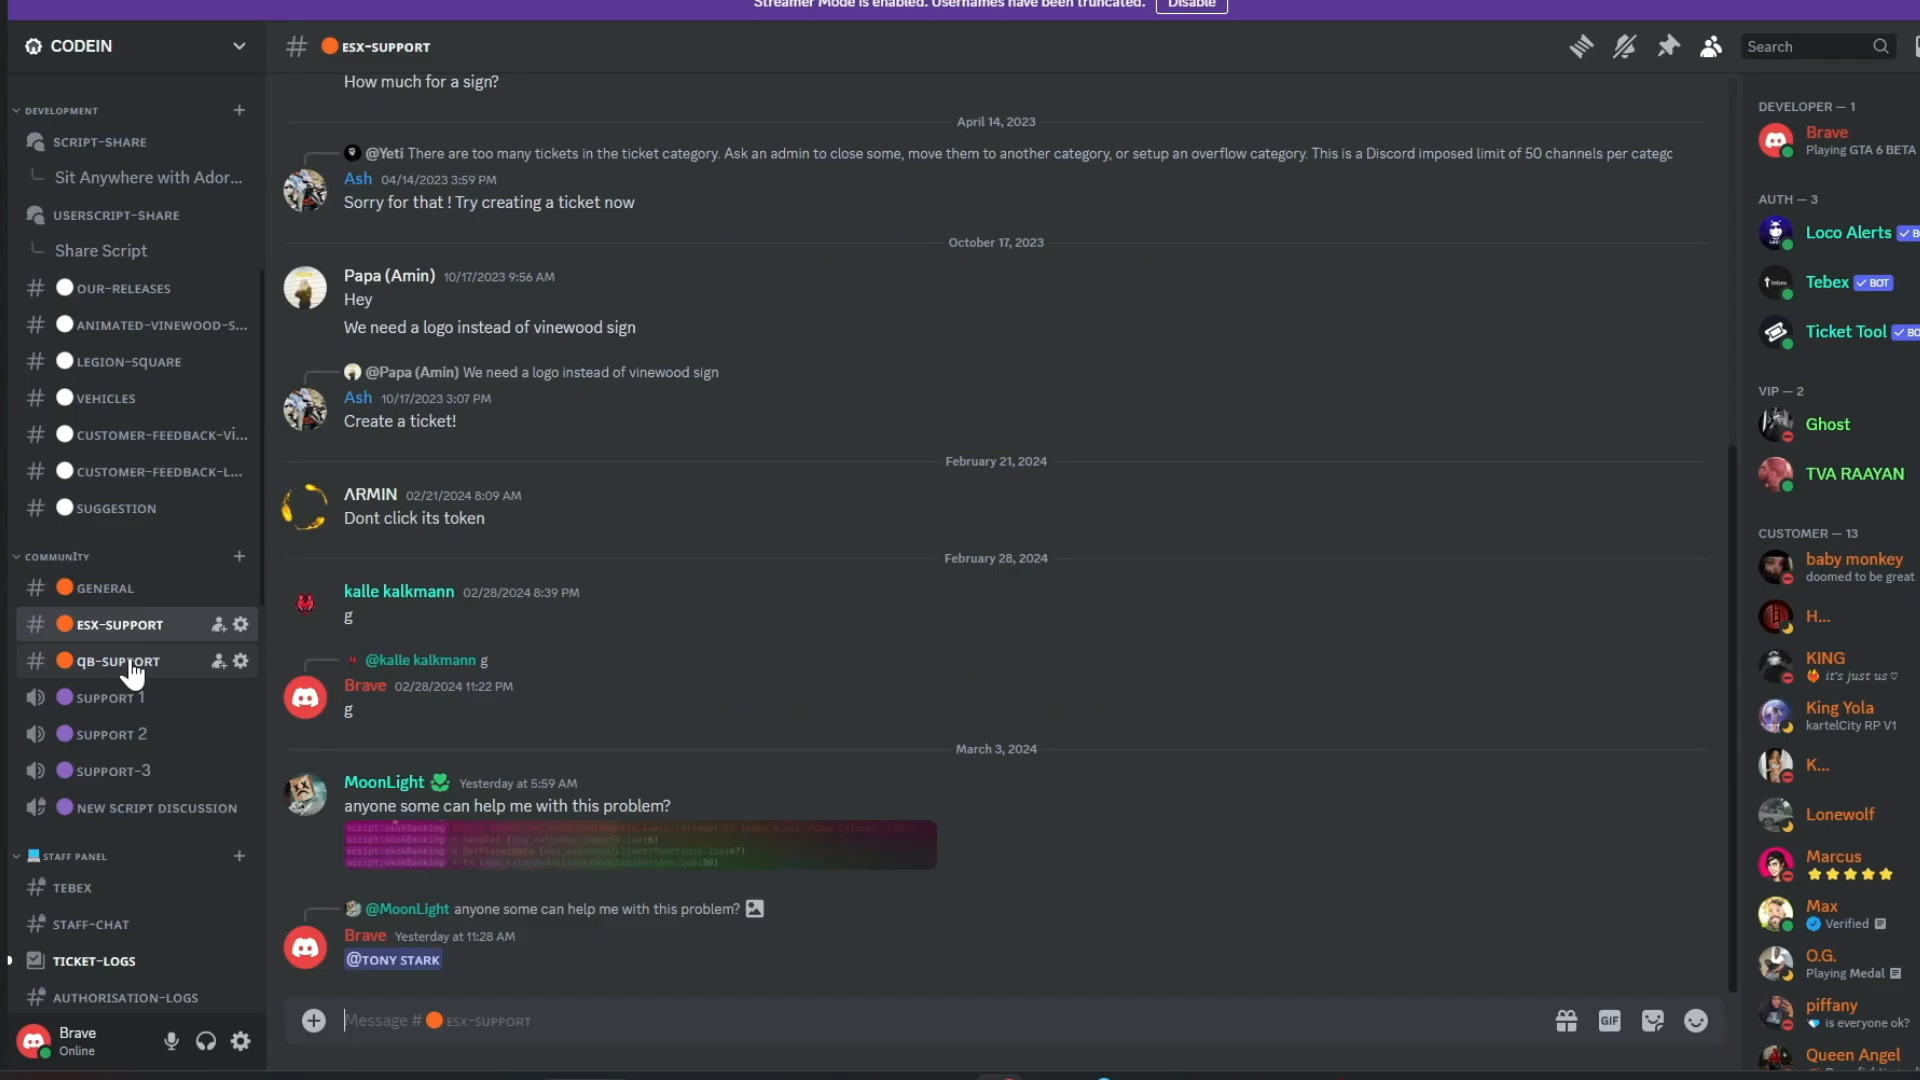 Streamer Mode is enabled. Usernames have been truncated. Disable
CODEIN
ESX-SUPPORT
Search
DEVELOPMENT
SCRIPT-SHARE
Sit Anywhere with Ador...
USERSCRIPT-SHARE
Share Script
OUR-RELEASES
ANIMATED-VINEWOOD-S...
LEGION-SQUARE
VEHICLES
CUSTOMER-FEEDBACK-VI...
CUSTOMER-FEEDBACK-L...
SUGGESTION
COMMUNITY
GENERAL
ESX-SUPPORT
QB-SUPPORT
SUPPORT 1
SUPPORT 2
SUPPORT-3
NEW SCRIPT DISCUSSION
STAFF PANEL
TEBEX
STAFF-CHAT
TICKET-LOGS
AUTHORISATION-LOGS
Brave
Online
How much for a sign?
April 14, 2023
@Yeti There are too many tickets in the ticket category. Ask an admin to close some, move them to another category, or setup an overflow category. This is a Discord imposed limit of 50 channels per catego
Ash 04/14/2023 3:59 PM
Sorry for that ! Try creating a ticket now
October 17, 2023
Papa (Amin) 10/17/2023 9:56 AM
Hey
We need a logo instead of vinewood sign
@Papa (Amin) We need a logo instead of vinewood sign
Ash 10/17/2023 3:07 PM
Create a ticket!
February 21, 2024
ΛRMIN 02/21/2024 8:09 AM
Dont click its token
February 28, 2024
kalle kalkmann 02/28/2024 8:39 PM
g
@kalle kalkmann g
Brave 02/28/2024 11:22 PM
g
March 3, 2024
MoonLight Yesterday at 5:59 AM
anyone some can help me with this problem?
@MoonLight anyone some can help me with this problem?
Brave Yesterday at 11:28 AM
@TONY STARK
Message # ESX-SUPPORT
GIF
DEVELOPER — 1
Brave
Playing GTA 6 BETA
AUTH — 3
Loco Alerts
Tebex BOT
Ticket Tool
VIP — 2
Ghost
TVA RAAYAN
CUSTOMER — 13
baby monkey
doomed to be great
H...
KING
it's just us
King Yola
kartelCity RP V1
K...
Lonewolf
Marcus
Max
Verified
O.G.
Playing Medal
piffany
is everyone ok?
Queen Angel